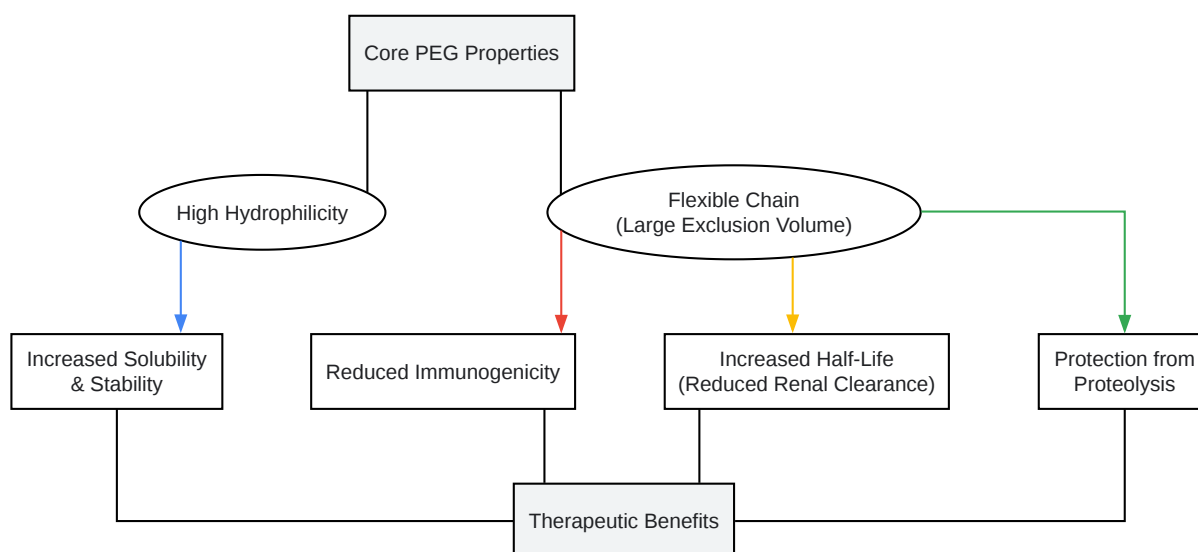 Core PEG Properties
High Hydrophilicity
Flexible Chain
(Large Exclusion Volume)
Increased Solubility
& Stability
Reduced Immunogenicity
Increased Half-Life
(Reduced Renal Clearance)
Protection from
Proteolysis
Therapeutic Benefits